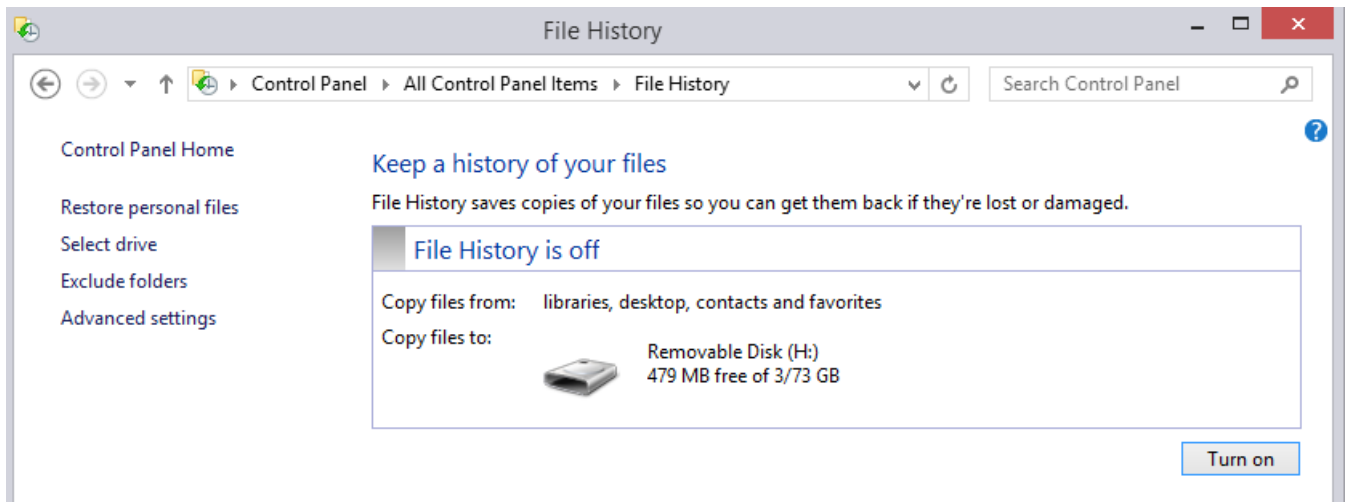 File History
Control Panel All Control Panel Items File History
Search Control Panel
Control Panel Home
Restore personal files
Select drive
Exclude folders
Advanced settings
Keep a history of your files
File History saves copies of your files so you can get them back if they're lost or damaged.
File History is off
Copy files from: libraries, desktop, contacts and favorites
Copy files to:
Removable Disk (H:)
479 MB free of 3/73 GB
Turn on